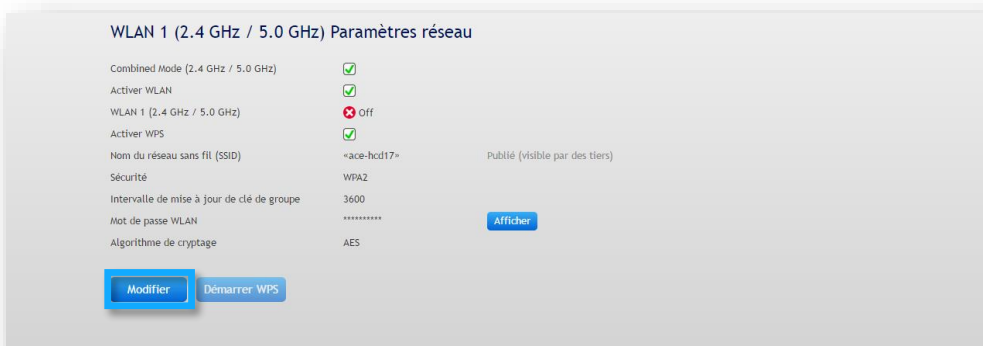 WLAN 1 (2.4 GHz / 5.0 GHz) Paramètres réseau
Combined Mode (2.4 GHz / 5.0 GHz)
Activer WLAN
WLAN 1 (2.4 GHz / 5.0 GHz) Off
Activer WPS
Nom du réseau sans fil (SSID) «ace-hcd17» Publié (visible par des tiers)
Sécurité WPA2
Intervalle de mise à jour de clé de groupe 3600
Mot de passe WLAN ********** Afficher
Algorithme de cryptage AES
Modifier Démarrer WPS